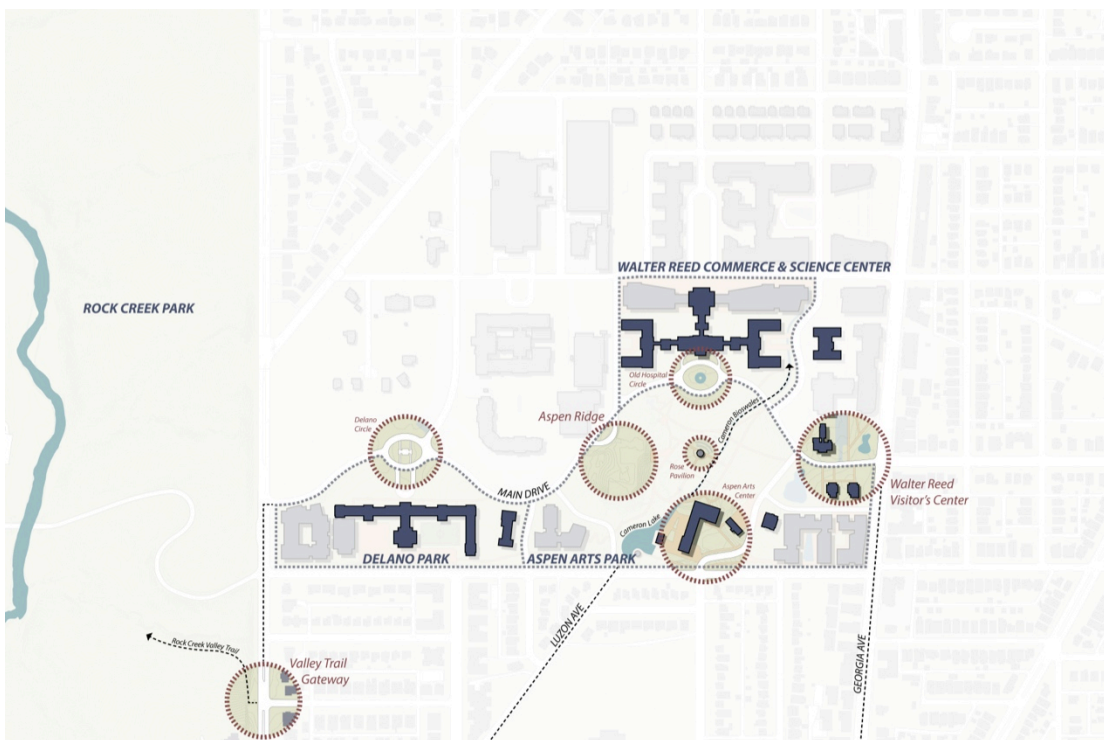 WALTER REED COMMERCE & SCIENCE CENTER
ROCK CREEK PARK
Old Hospital
Circle
Cameron Bioswales
Delano
Circle
Aspen Ridge
Rose
Pavilion
Aspen Arts
Center
Walter Reed
Visitor's Center
MAIN DRIVE
Cameron Lake
DELANO PARK
ASPEN ARTS PARK
LUZON AVE
GEORGIA AVE
Rock Creek Valley Trail
Valley Trail
Gateway